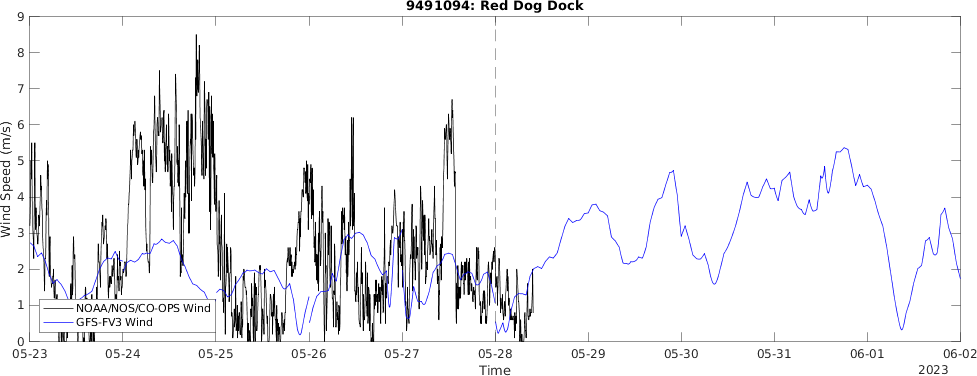 9491094: Red Dog Dock
9
8
7
6
5
4
3
2
1
0
Wind Speed (m/s)
NOAA/NOS/CO-OPS Wind
GFS-FV3 Wind
05-23 05-24 05-25 05-26 05-27 05-28 05-29 05-30 05-31 06-01 06-02
Time
2023